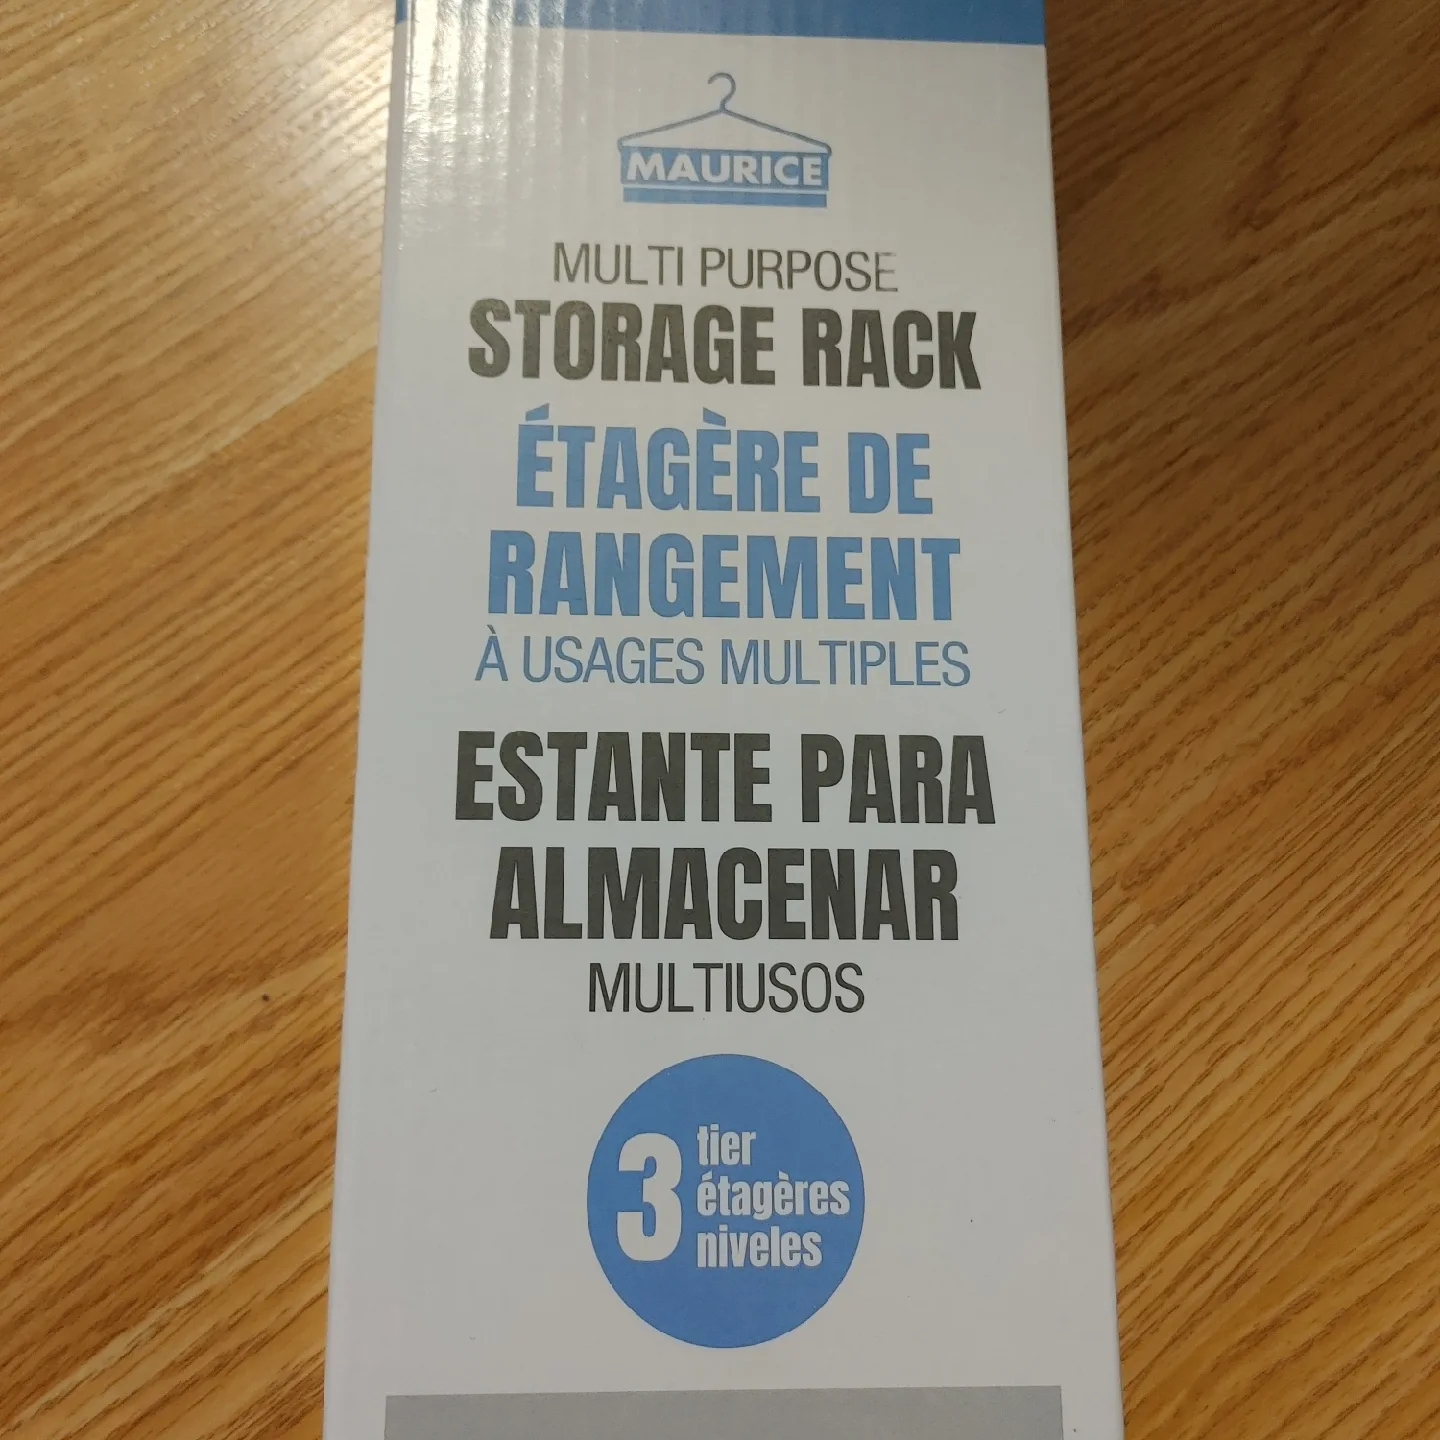 MAURICE
MULTI PURPOSE
STORAGE RACK
ÉTAGÈRE DE
RANGEMENT
À USAGES MULTIPLES
ESTANTE PARA
ALMACENAR
MULTIUSOS
3 tier
étagères
niveles